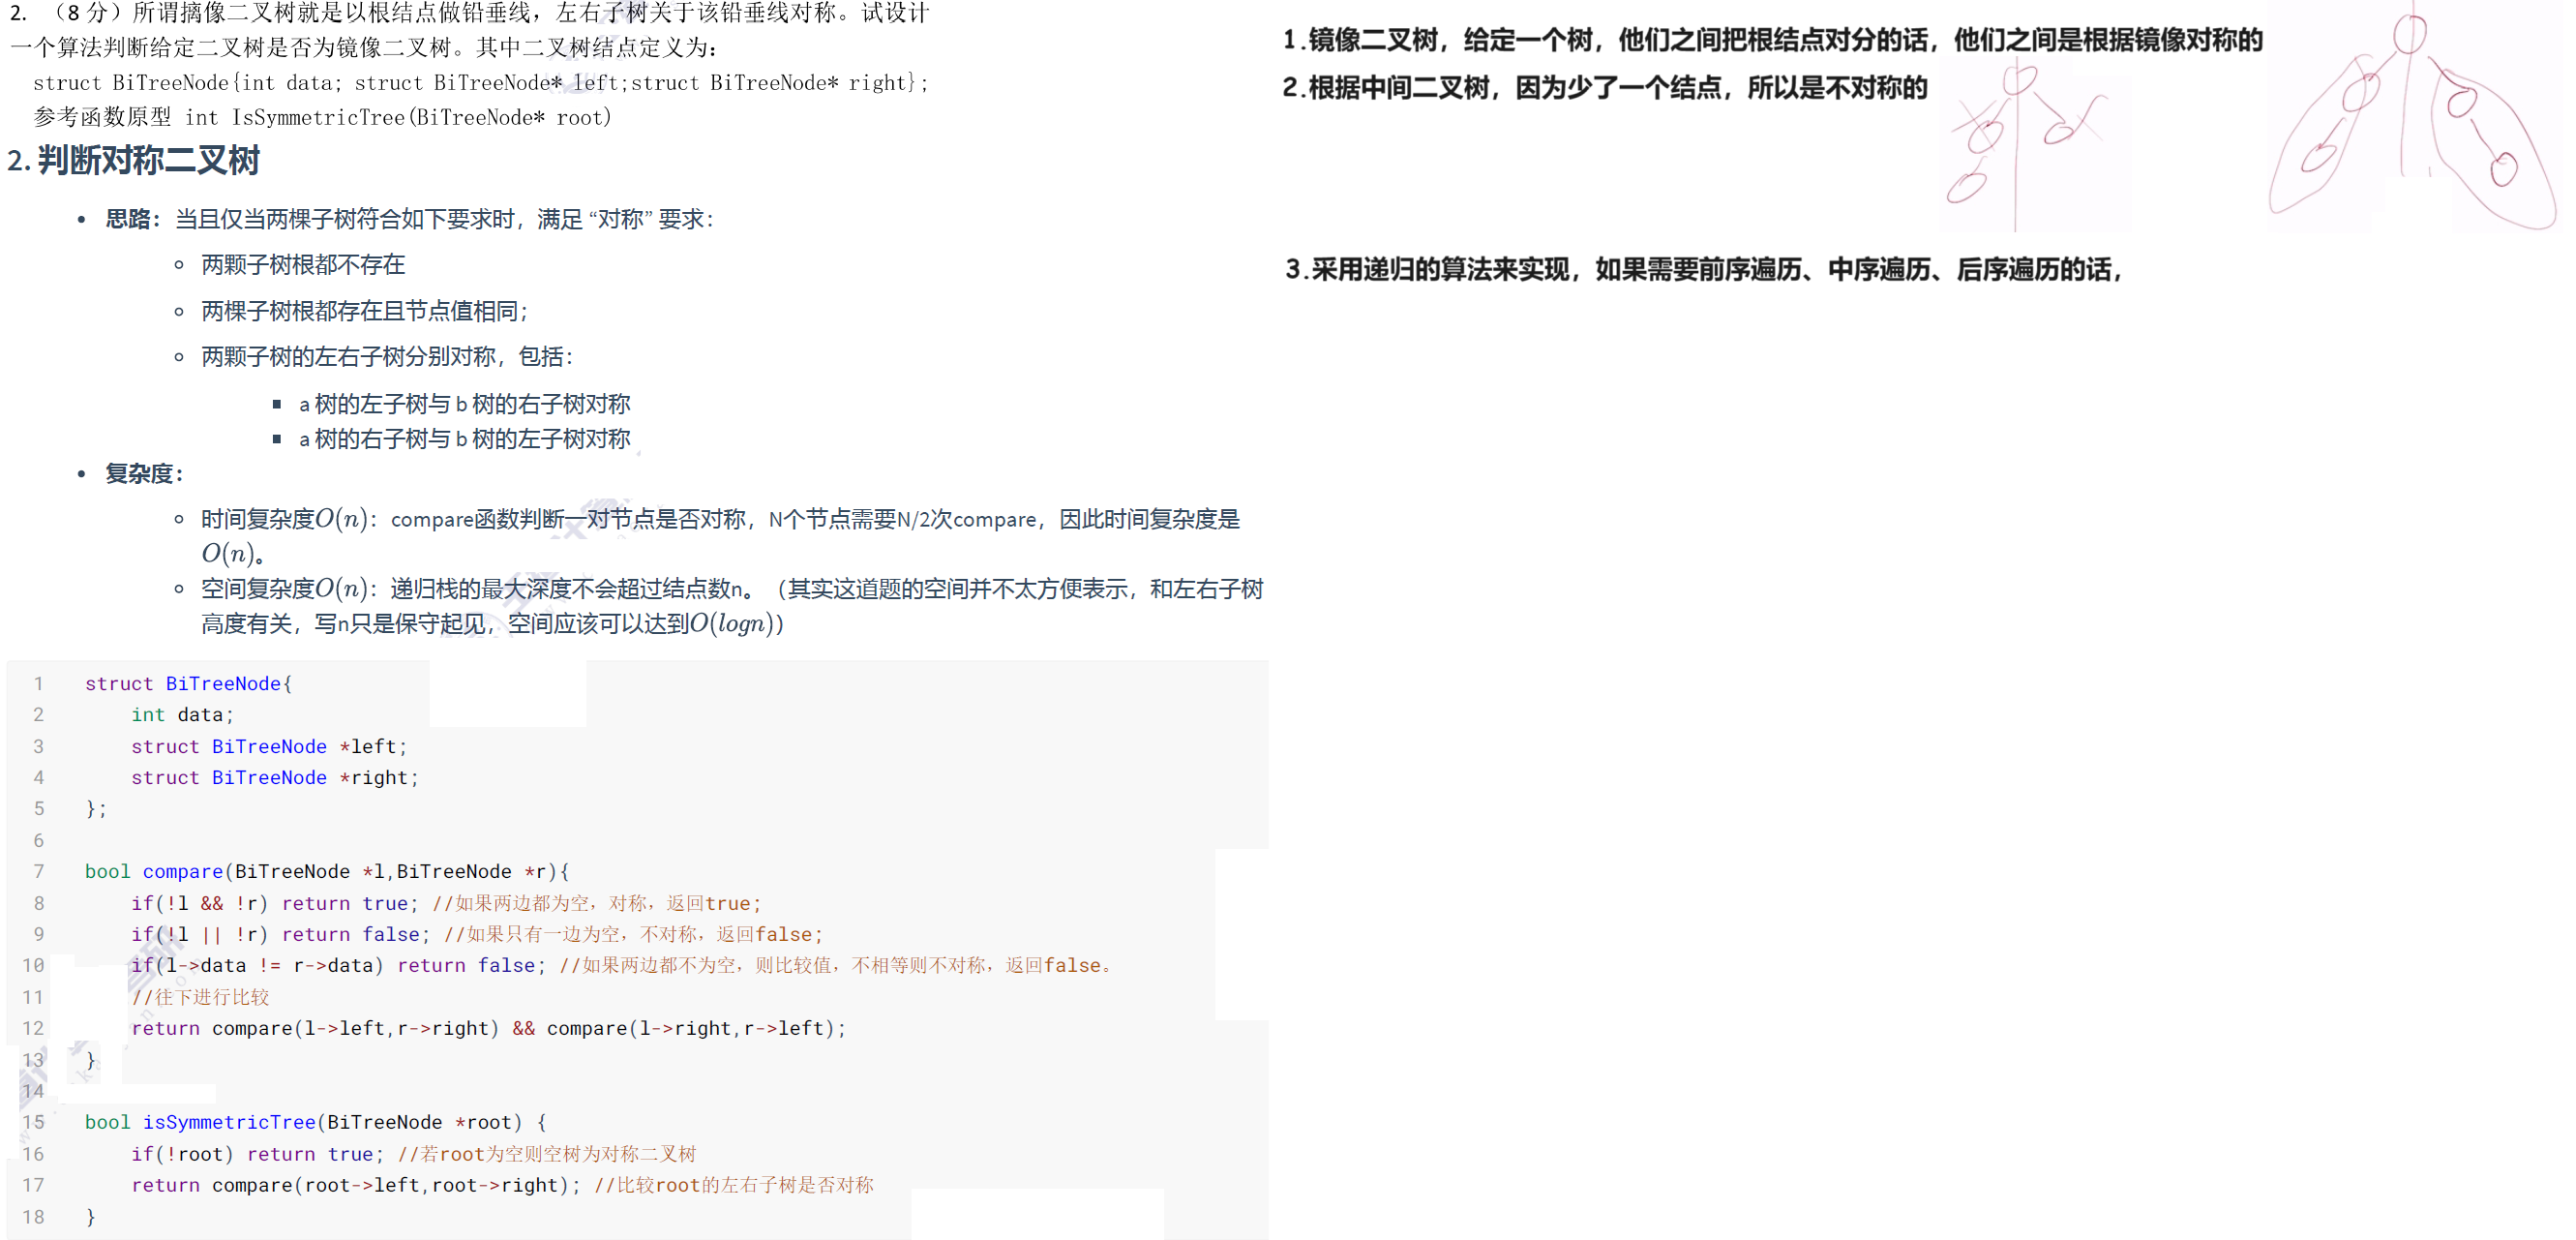 2. （8 分）所谓摛像二叉树就是以根结点做铅垂线，左右子树关于该铅垂线对称。试设计
一个算法判断给定二叉树是否为镜像二叉树。其中二叉树结点定义为：
struct BiTreeNode{int data; struct BiTreeNode* left;struct BiTreeNode* right};
参考函数原型 int IsSymmetricTree(BiTreeNode* root)
2. 判断对称二叉树
• 思路：当且仅当两棵子树符合如下要求时，满足 “对称” 要求：
两颗子树根都不存在
两棵子树根都存在且节点值相同；
两颗子树的左右子树分别对称，包括：
a 树的左子树与 b 树的右子树对称
a 树的右子树与 b 树的左子树对称
• 复杂度：
时间复杂度O(n)：compare函数判断一对节点是否对称，N个节点需要N/2次compare，因此时间复杂度是
O(n)。
空间复杂度O(n)：递归栈的最大深度不会超过结点数n。（其实这道题的空间并不太方便表示，和左右子树
高度有关，写n只是保守起见，空间应该可以达到O(logn)）
1 struct BiTreeNode{
2 int data;
3 struct BiTreeNode *left;
4 struct BiTreeNode *right;
5 };
6
7 bool compare(BiTreeNode *l,BiTreeNode *r){
8 if(!l && !r) return true; //如果两边都为空，对称，返回true;
9 if(!l || !r) return false; //如果只有一边为空，不对称，返回false;
10 if(l->data != r->data) return false; //如果两边都不为空，则比较值，不相等则不对称，返回false。
11 //往下进行比较
12 return compare(l->left,r->right) && compare(l->right,r->left);
13 }
14
15 bool isSymmetricTree(BiTreeNode *root) {
16 if(!root) return true; //若root为空则空树为对称二叉树
17 return compare(root->left,root->right); //比较root的左右子树是否对称
18 }
1.镜像二叉树，给定一个树，他们之间把根结点对分的话，他们之间是根据镜像对称的
2.根据中间二叉树，因为少了一个结点，所以是不对称的
3.采用递归的算法来实现，如果需要前序遍历、中序遍历、后序遍历的话，